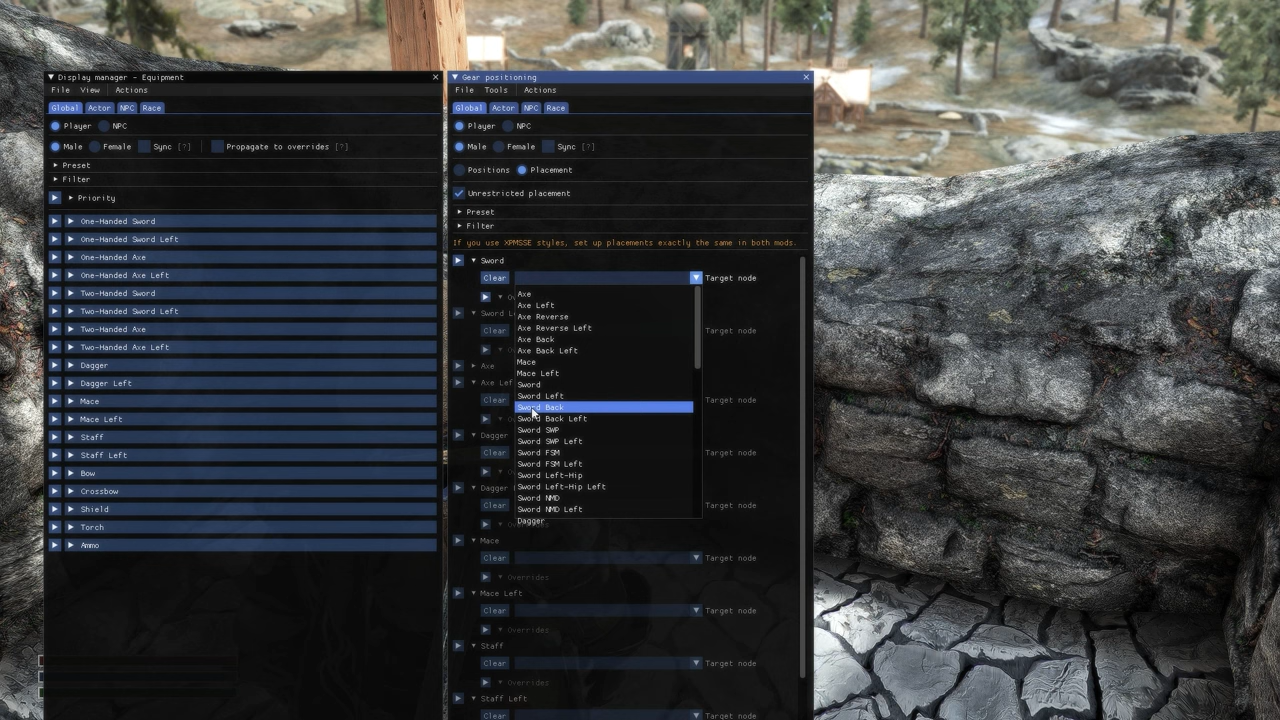 Display manager - Equipment
File View Actions
Global Actor NPC Race
Player NPC
Male Female Sync [?] Propagate to overrides [?]
Preset
Filter
Priority
One-Handed Sword
One-Handed Sword Left
One-Handed Axe
One-Handed Axe Left
Two-Handed Sword
Two-Handed Sword Left
Two-Handed Axe
Two-Handed Axe Left
Dagger
Dagger Left
Mace
Mace Left
Staff
Staff Left
Bow
Crossbow
Shield
Torch
Ammo
Gear positioning
File Tools Actions
Global Actor NPC Race
Player NPC
Male Female Sync [?]
Positions Placement
Unrestricted placement
Preset
Filter
If you use XPMSSE styles, set up placements exactly the same in both mods.
Sword
Clear Target node
Axe
Axe Left
Axe Reverse
Axe Reverse Left
Axe Back
Axe Back Left
Mace
Mace Left
Sword
Sword Left
Sword Back
Sword Back Left
Sword SWP
Sword SWP Left
Sword FSM
Sword FSM Left
Sword Left-Hip
Sword Left-Hip Left
Sword NMD
Sword NMD Left
Dagger
Sword
Clear Target node
Axe
Axe Lef
Clear Target node
Dagger
Clear Target node
Dagger
Clear Target node
Overrides
Mace
Clear Target node
Overrides
Mace Left
Clear Target node
Overrides
Staff
Clear Target node
Overrides
Staff Left
Clear Target node